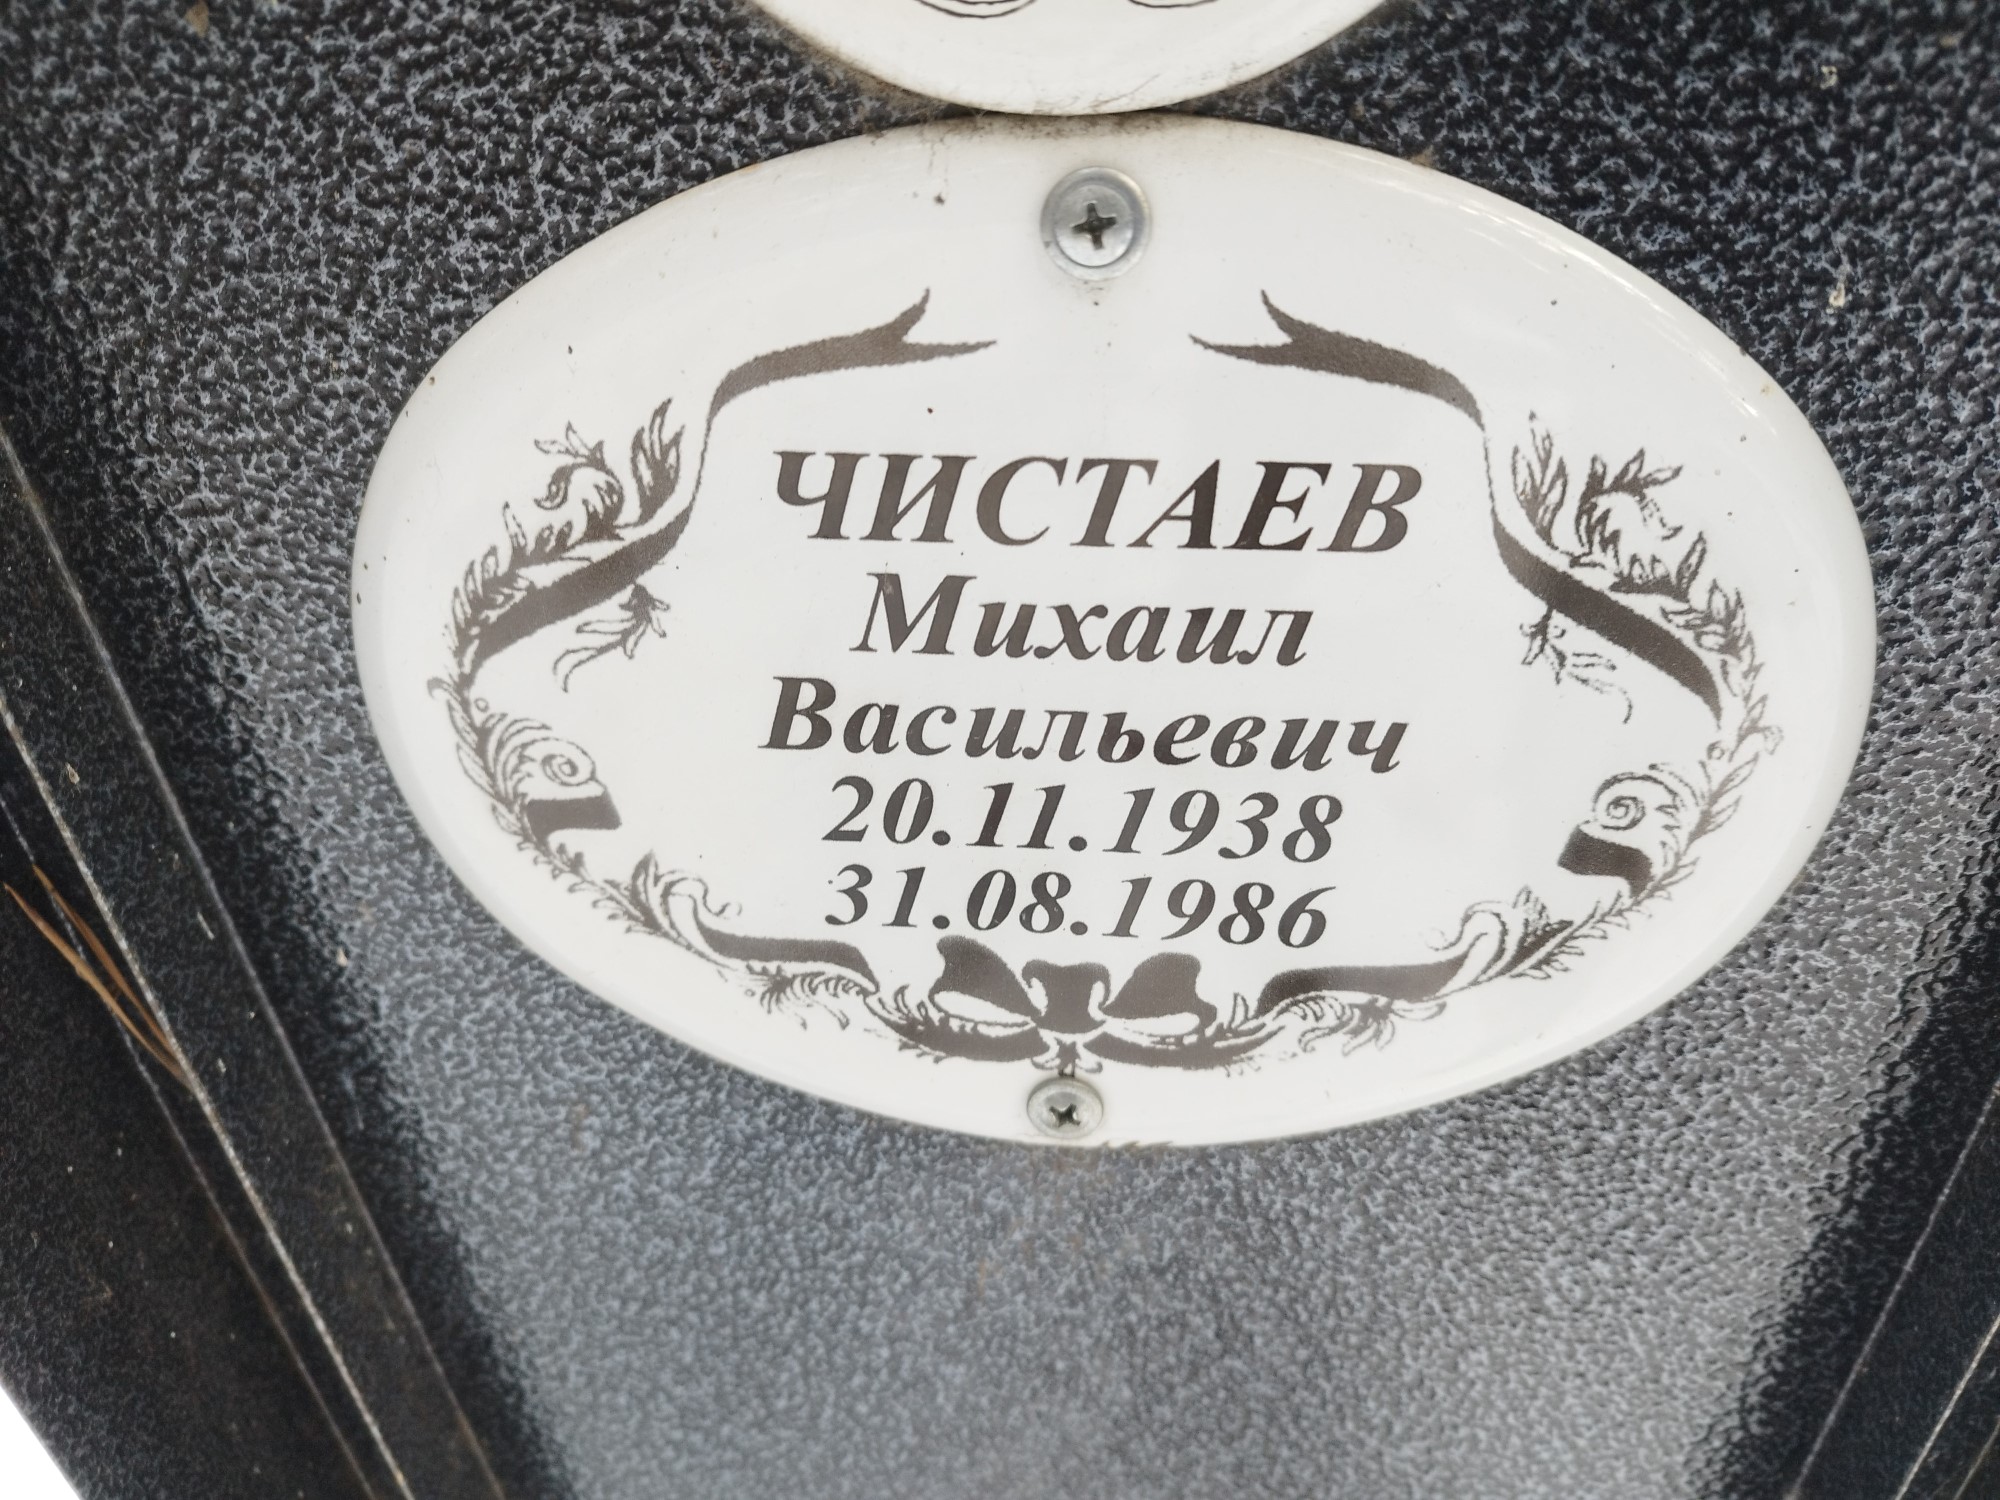 ЧИСТАЕВ
Михаил
Васильевич
20.11.1938
31.08.1986